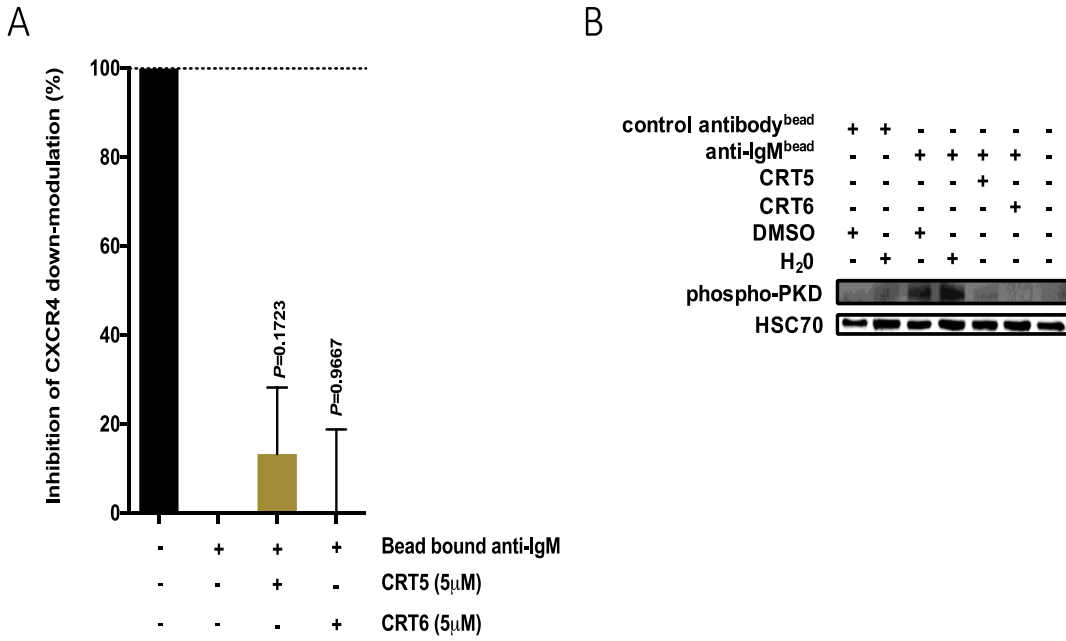 A
Inhibition of CXCR4 down-modulation (%)
100
80
60
40
20
0
P=0.1723
P=0.9667
- + + + Bead bound anti-IgM
- - + - CRT5 (5μM)
- - - + CRT6 (5μM)
B
control antibody^bead + + - - - - -
anti-IgM^bead - - + + + + -
CRT5 - - - - + - -
CRT6 - - - - - + -
DMSO + - + - - - -
H₂0 - + - + - - -
phospho-PKD
HSC70